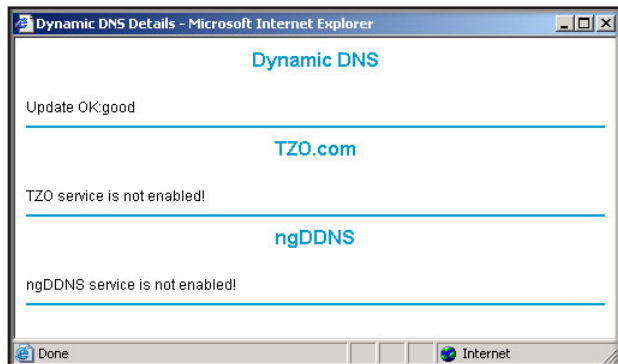 Dynamic DNS Details - Microsoft Internet Explorer
Dynamic DNS
Update OK:good
TZO.com
TZO service is not enabled!
ngDDNS
ngDDNS service is not enabled!
Done
Internet